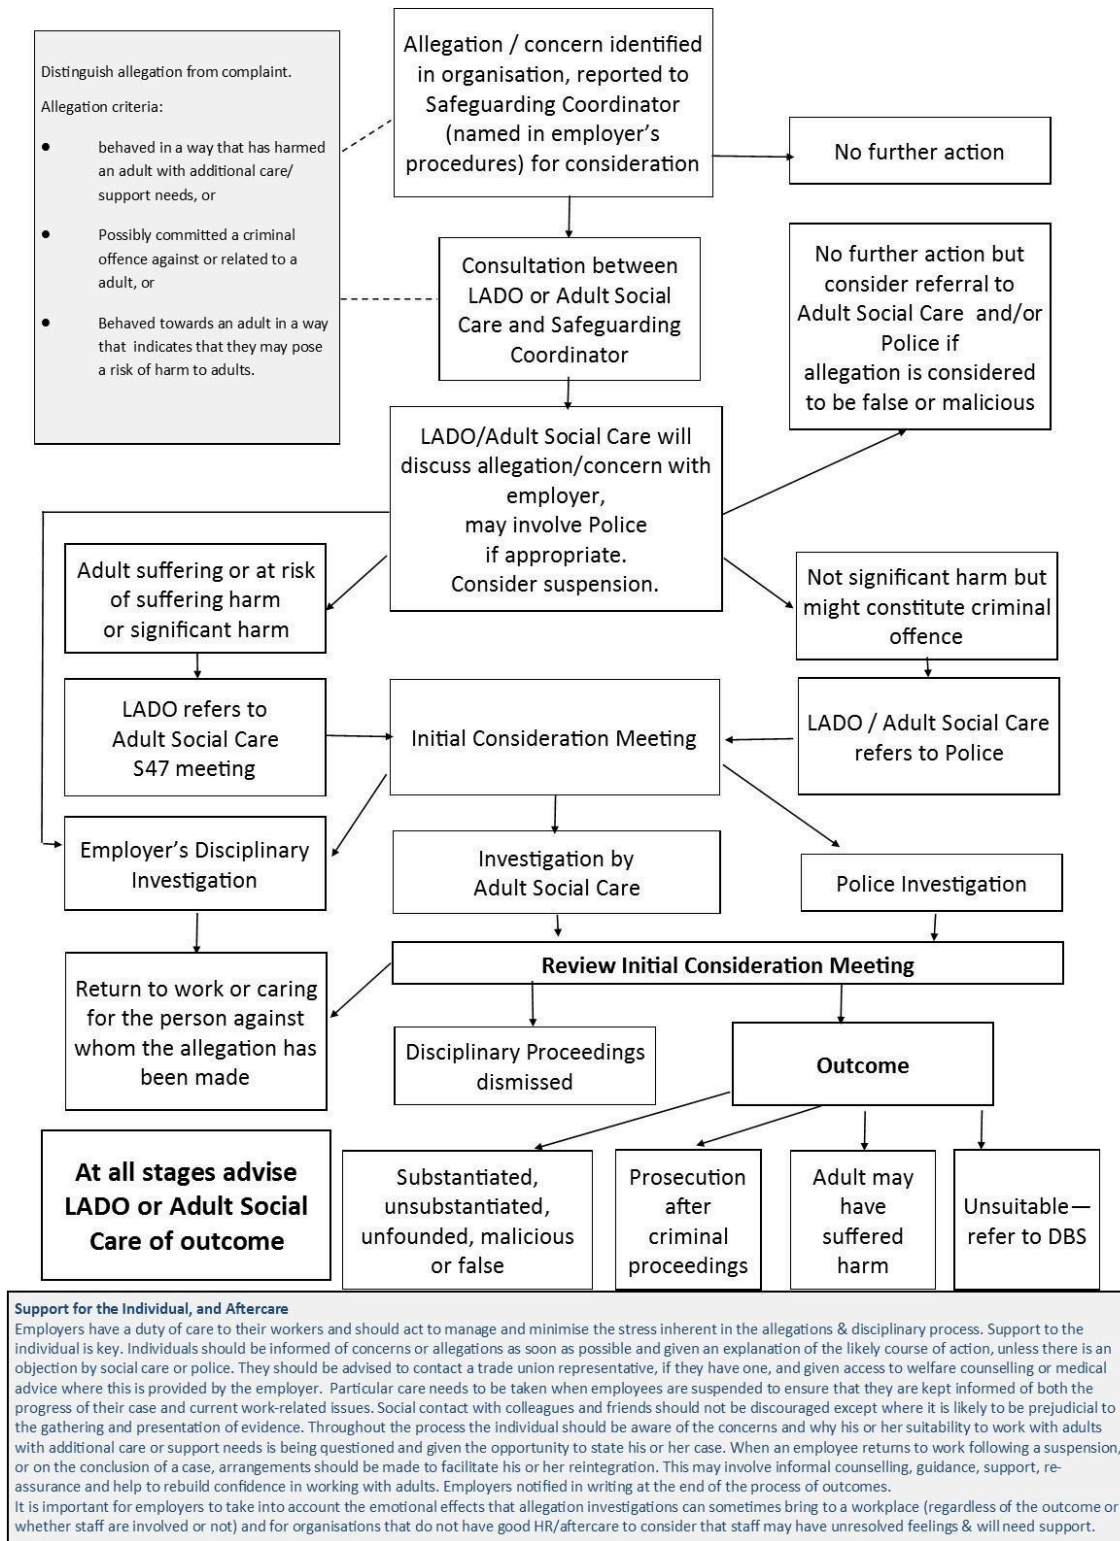 Distinguish allegation from complaint.
Allegation criteria:
● behaved in a way that has harmed
an adult with additional care/
support needs, or
● Possibly committed a criminal
offence against or related to a
adult, or
● Behaved towards an adult in a way
that indicates that they may pose
a risk of harm to adults.
Allegation / concern identified
in organisation, reported to
Safeguarding Coordinator
(named in employer's
procedures) for consideration
No further action
Consultation between
LADO or Adult Social
Care and Safeguarding
Coordinator
No further action but
consider referral to
Adult Social Care and/or
Police if
allegation is considered
to be false or malicious
LADO/Adult Social Care will
discuss allegation/concern with
employer,
may involve Police
if appropriate.
Consider suspension.
Adult suffering or at risk
of suffering harm
or significant harm
Not significant harm but
might constitute criminal
offence
LADO refers to
Adult Social Care
S47 meeting
Initial Consideration Meeting
LADO / Adult Social Care
refers to Police
Employer's Disciplinary
Investigation
Investigation by
Adult Social Care
Police Investigation
Review Initial Consideration Meeting
Return to work or caring
for the person against
whom the allegation has
been made
Disciplinary Proceedings
dismissed
Outcome
At all stages advise
LADO or Adult Social
Care of outcome
Substantiated,
unsubstantiated,
unfounded, malicious
or false
Prosecution
after
criminal
proceedings
Adult may
have
suffered
harm
Unsuitable—
refer to DBS
Support for the Individual, and Aftercare
Employers have a duty of care to their workers and should act to manage and minimise the stress inherent in the allegations & disciplinary process. Support to the
individual is key. Individuals should be informed of concerns or allegations as soon as possible and given an explanation of the likely course of action, unless there is an
objection by social care or police. They should be advised to contact a trade union representative, if they have one, and given access to welfare counselling or medical
advice where this is provided by the employer. Particular care needs to be taken when employees are suspended to ensure that they are kept informed of both the
progress of their case and current work-related issues. Social contact with colleagues and friends should not be discouraged except where it is likely to be prejudicial to
the gathering and presentation of evidence. Throughout the process the individual should be aware of the concerns and why his or her suitability to work with adults
with additional care or support needs is being questioned and given the opportunity to state his or her case. When an employee returns to work following a suspension,
or on the conclusion of a case, arrangements should be made to facilitate his or her reintegration. This may involve informal counselling, guidance, support, re-
assurance and help to rebuild confidence in working with adults. Employers notified in writing at the end of the process of outcomes.
It is important for employers to take into account the emotional effects that allegation investigations can sometimes bring to a workplace (regardless of the outcome or
whether staff are involved or not) and for organisations that do not have good HR/aftercare to consider that staff may have unresolved feelings & will need support.